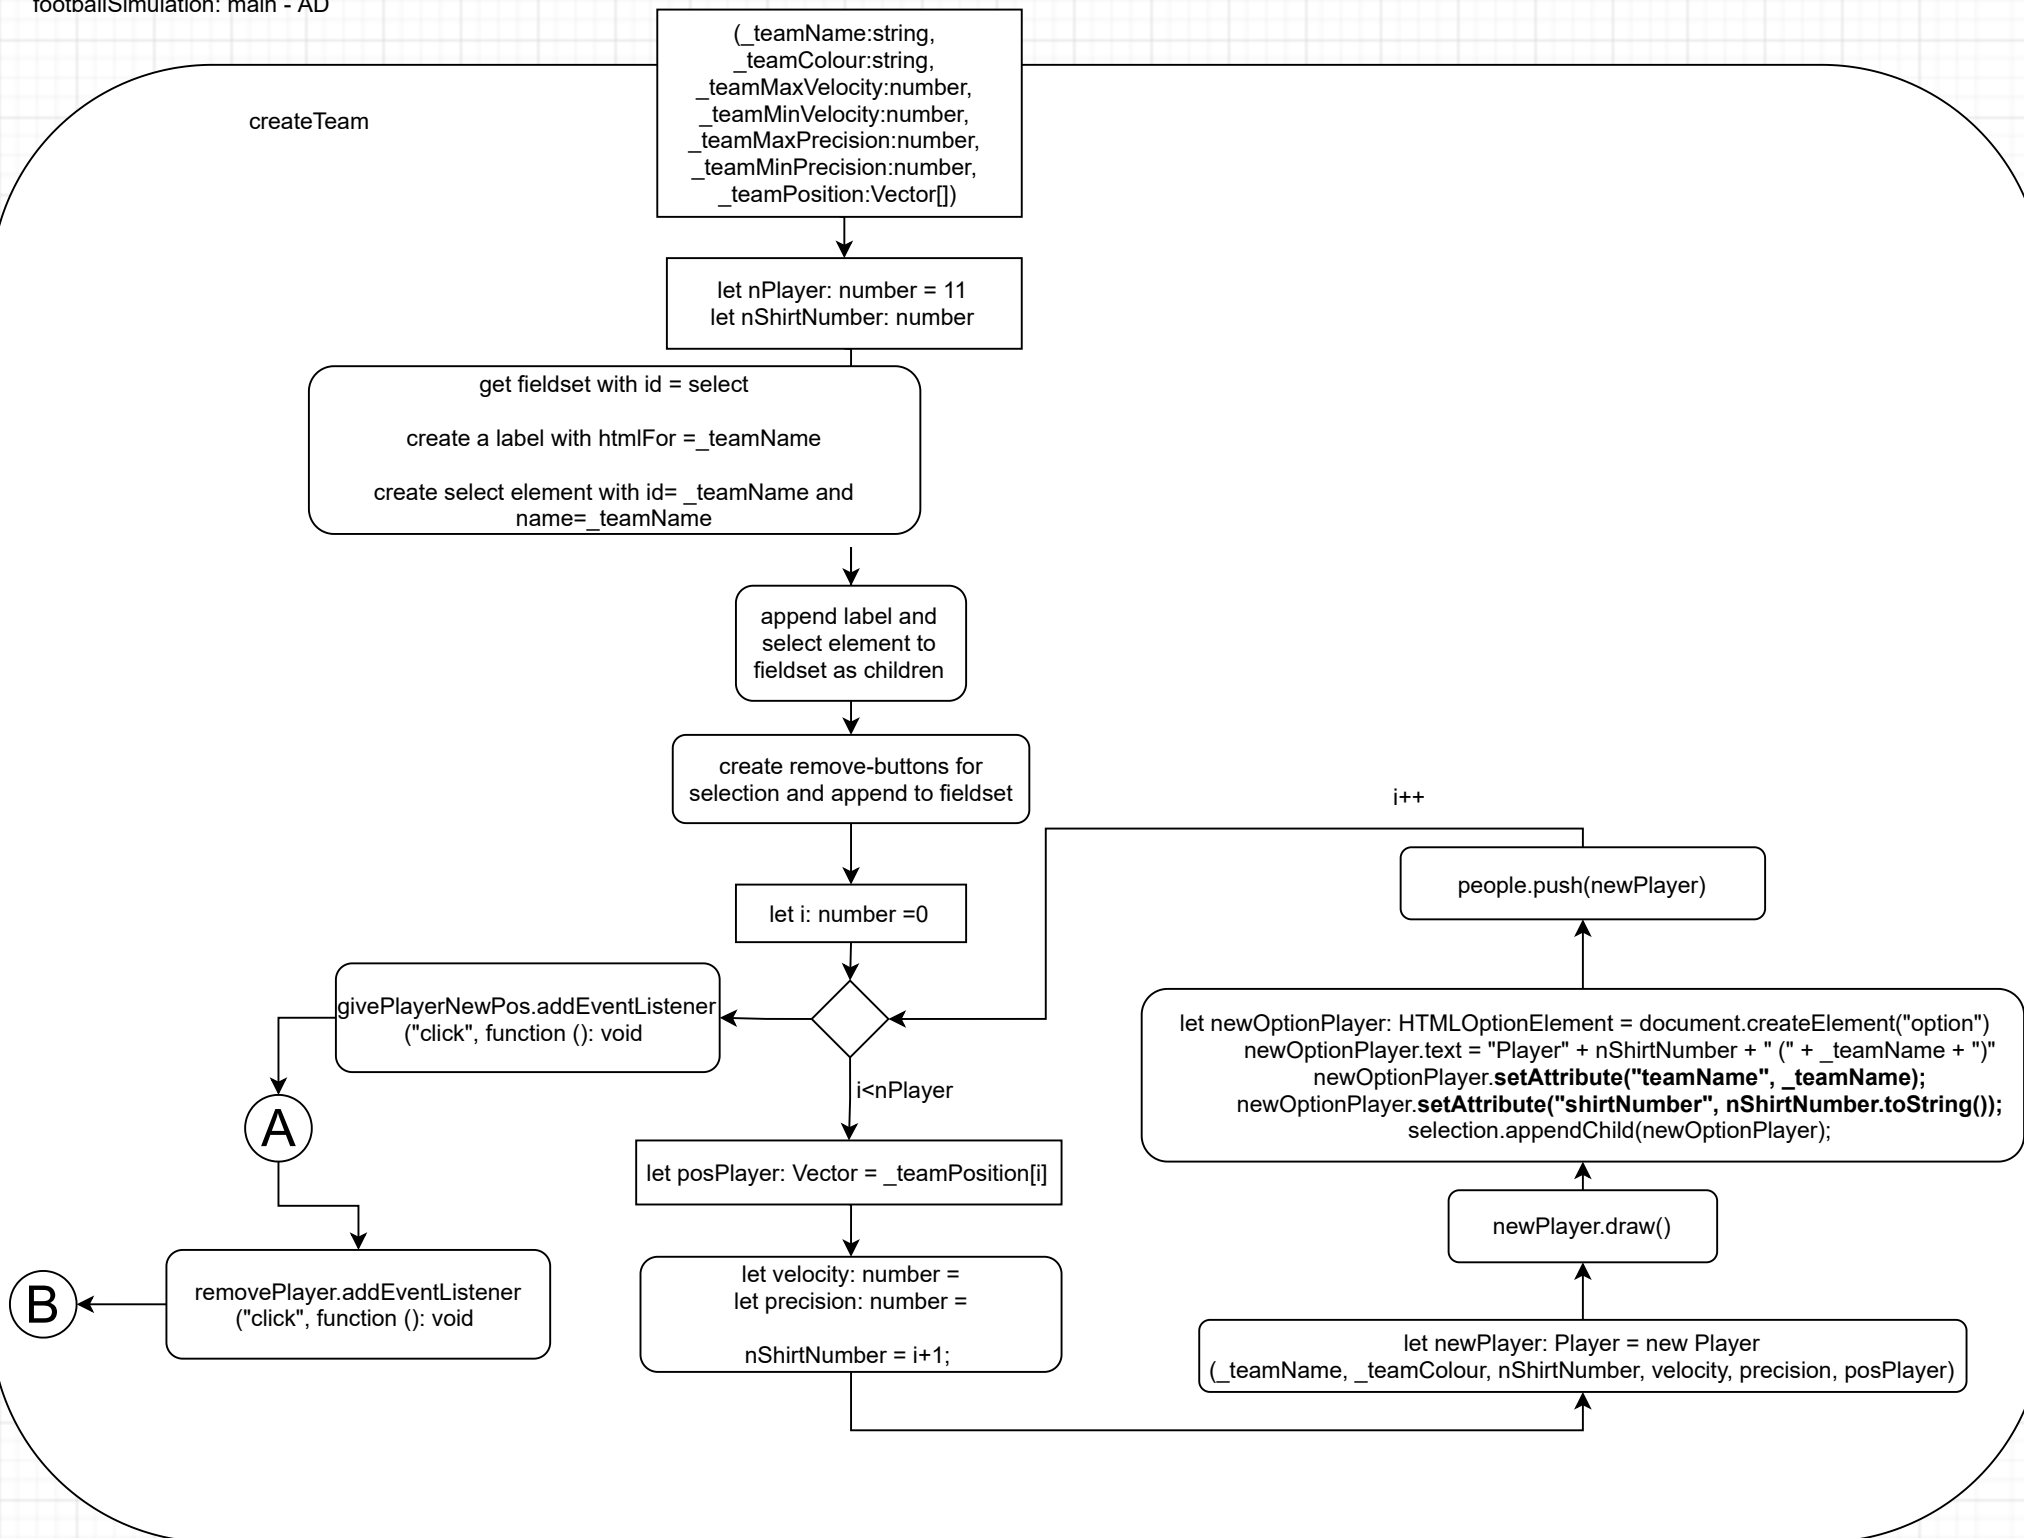 footballSimulation: main - AD
createTeam
(_teamName:string,
_teamColour:string,
_teamMaxVelocity:number,
_teamMinVelocity:number,
_teamMaxPrecision:number,
_teamMinPrecision:number,
_teamPosition:Vector[])
let nPlayer: number = 11
let nShirtNumber: number
get fieldset with id = select
create a label with htmlFor =_teamName
create select element with id= _teamName and
name=_teamName
append label and
select element to
fieldset as children
create remove-buttons for
selection and append to fieldset
let i: number =0
givePlayerNewPos.addEventListener
("click", function (): void
A
removePlayer.addEventListener
("click", function (): void
B
i<nPlayer
let posPlayer: Vector = _teamPosition[i]
let velocity: number =
let precision: number =
nShirtNumber = i+1;
let newPlayer: Player = new Player
(_teamName, _teamColour, nShirtNumber, velocity, precision, posPlayer)
newPlayer.draw()
let newOptionPlayer: HTMLOptionElement = document.createElement("option")
newOptionPlayer.text = "Player" + nShirtNumber + " (" + _teamName + ")"
newOptionPlayer.setAttribute("teamName", _teamName);
newOptionPlayer.setAttribute("shirtNumber", nShirtNumber.toString());
selection.appendChild(newOptionPlayer);
people.push(newPlayer)
i++